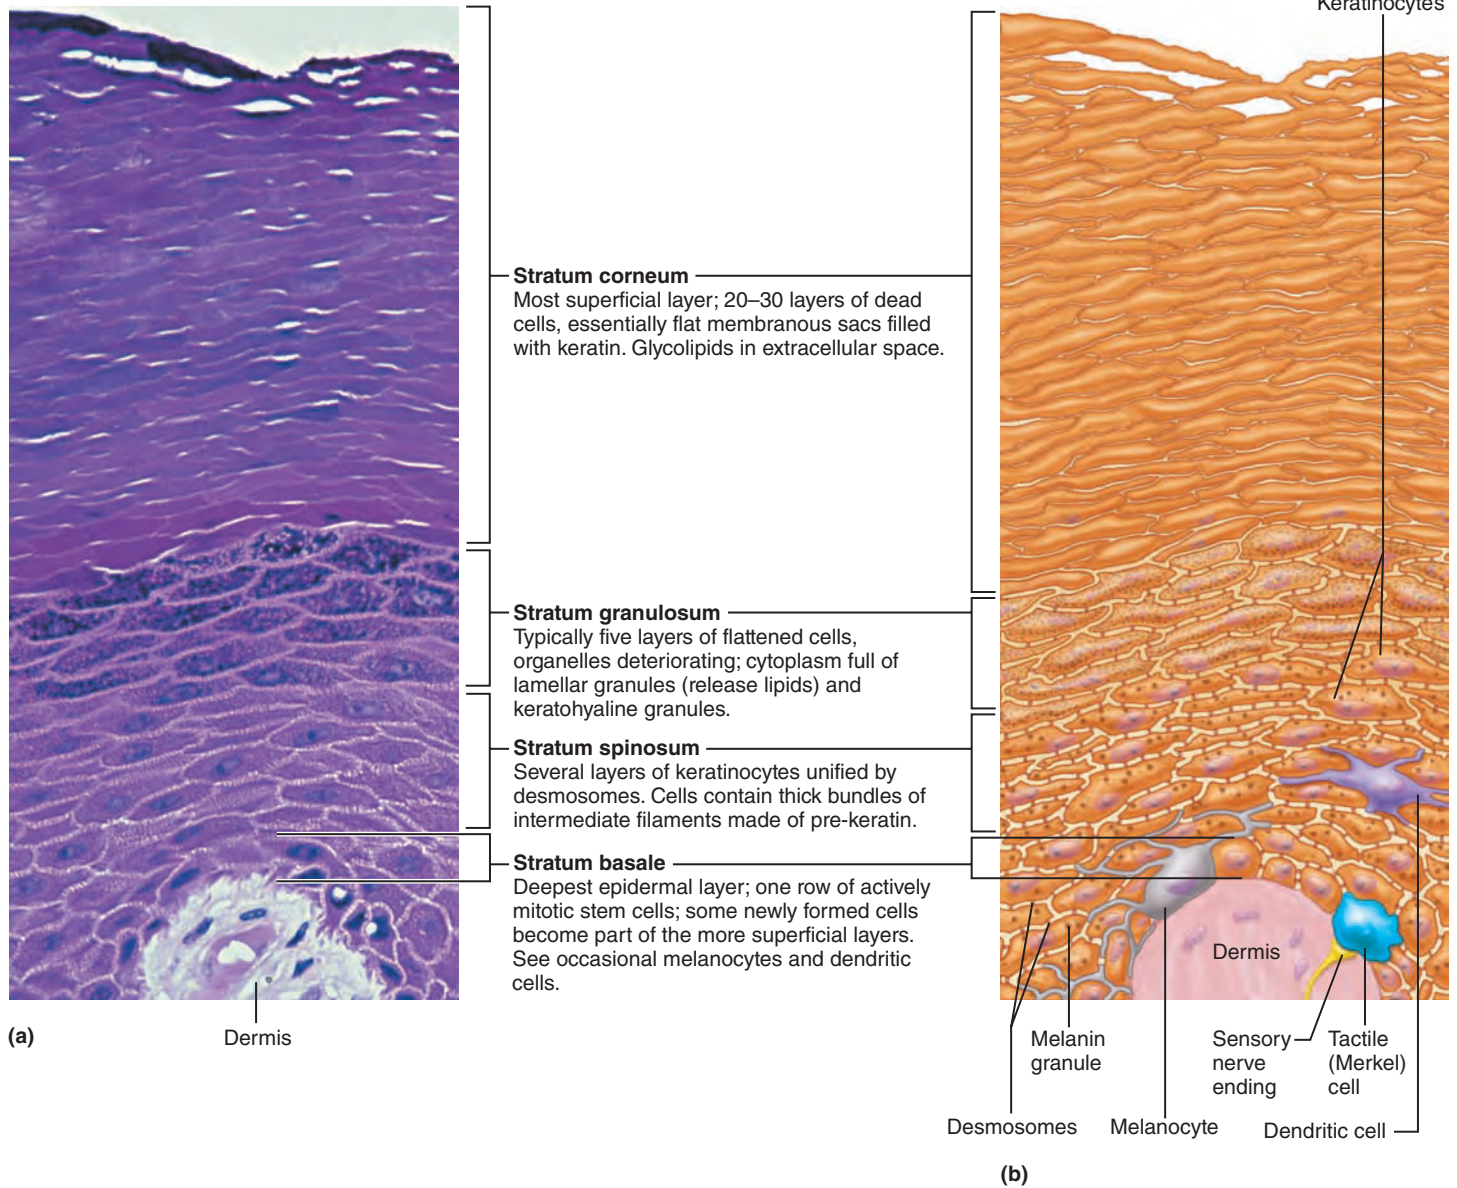 Keratinocytes
Stratum corneum
Most superficial layer; 20–30 layers of dead
cells, essentially flat membranous sacs filled
with keratin. Glycolipids in extracellular space.
Stratum granulosum
Typically five layers of flattened cells,
organelles deteriorating; cytoplasm full of
lamellar granules (release lipids) and
keratohyaline granules.
Stratum spinosum
Several layers of keratinocytes unified by
desmosomes. Cells contain thick bundles of
intermediate filaments made of pre-keratin.
Stratum basale
Deepest epidermal layer; one row of actively
mitotic stem cells; some newly formed cells
become part of the more superficial layers.
See occasional melanocytes and dendritic
cells.
Dermis
(a)
Dermis
Melanin
granule
Sensory
nerve
ending
Tactile
(Merkel)
cell
Desmosomes
Melanocyte
Dendritic cell
(b)